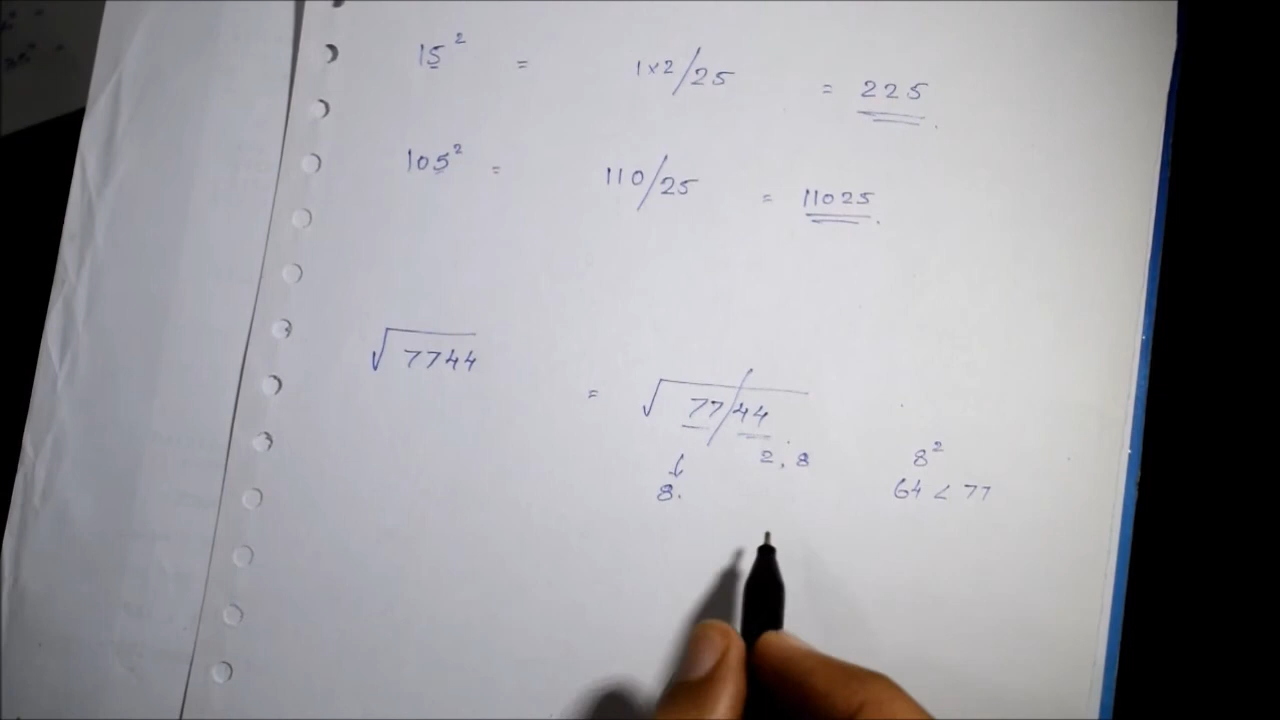 15² = 1×2/25 = 225.
105² = 110/25 = 11025.
√7744 = √77/44
↓ 2, 8 8²
8. 64 < 77